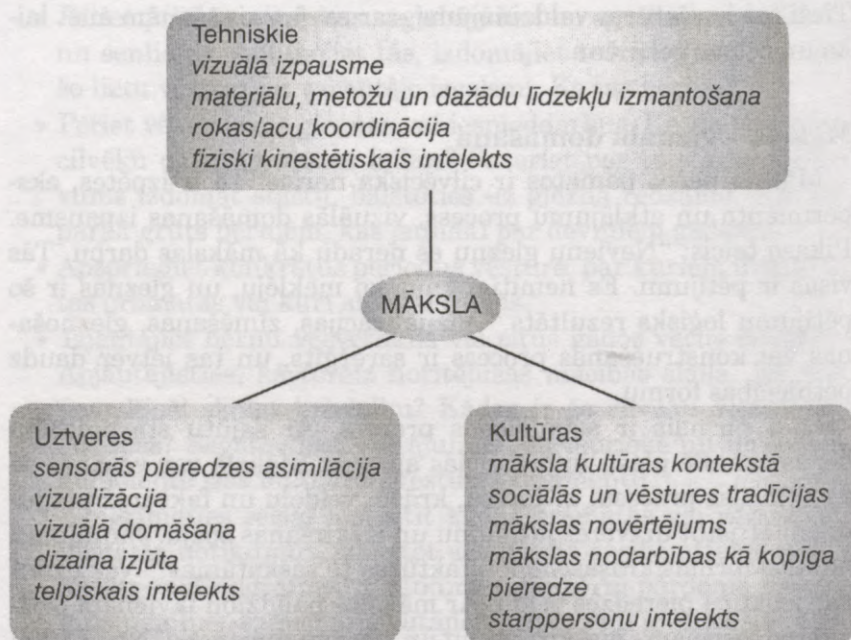 Tehniskie
vizuālā izpausme
materiālu, metožu un dažādu līdzekļu izmantošana
rokas/acu koordinācija
fiziski kinestētiskais intelekts
MĀKSLA
Uztveres
sensorās pieredzes asimilācija
vizualizācija
vizuālā domāšana
dizaina izjūta
telpiskais intelekts
Kultūras
māksla kultūras kontekstā
sociālās un vēstures tradīcijas
mākslas novērtējums
mākslas nodarbības kā kopīga
pieredze
starppersonu intelekts